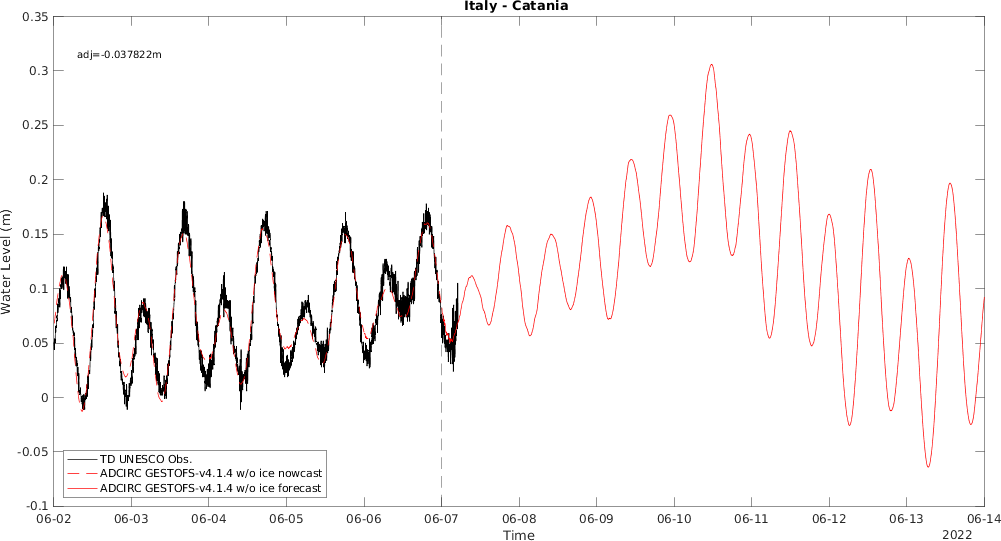 Italy - Catania
0.35
0.3
0.25
0.2
0.15
0.1
0.05
0
-0.05
-0.1
Water Level (m)
adj=-0.037822m
TD UNESCO Obs.
ADCIRC GESTOFS-v4.1.4 w/o ice nowcast
ADCIRC GESTOFS-v4.1.4 w/o ice forecast
06-02 06-03 06-04 06-05 06-06 06-07 06-08 06-09 06-10 06-11 06-12 06-13 06-14
Time
2022